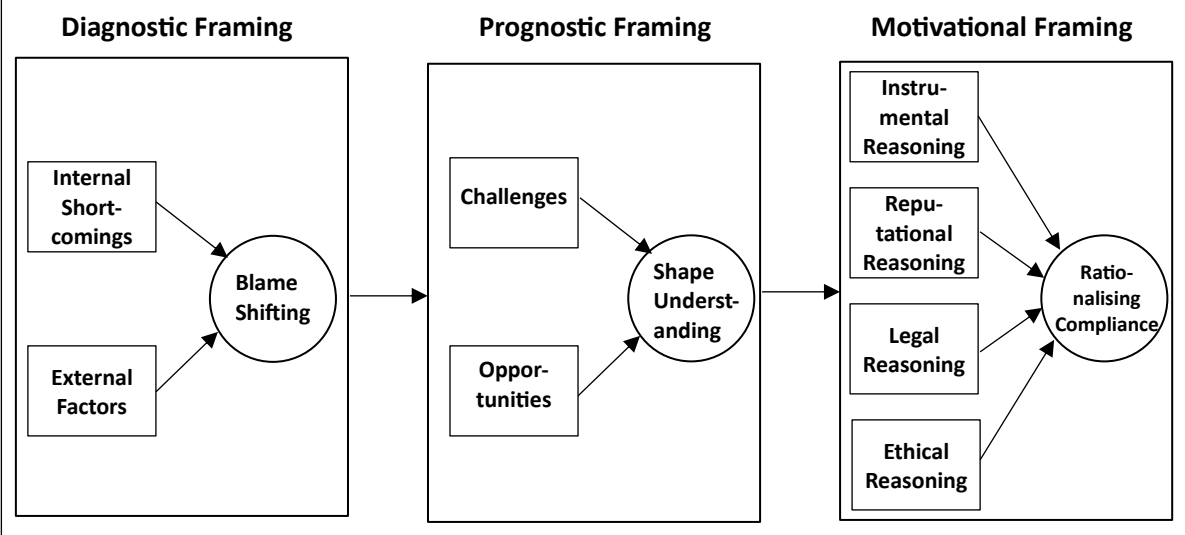 Diagnostic Framing
Internal
Short-
comings
External
Factors
Blame
Shifting
Prognostic Framing
Challenges
Oppor-
tunities
Shape
Underst-
anding
Motivational Framing
Instru-
mental
Reasoning
Repu-
tational
Reasoning
Legal
Reasoning
Ethical
Reasoning
Ratio-
nalising
Compliance